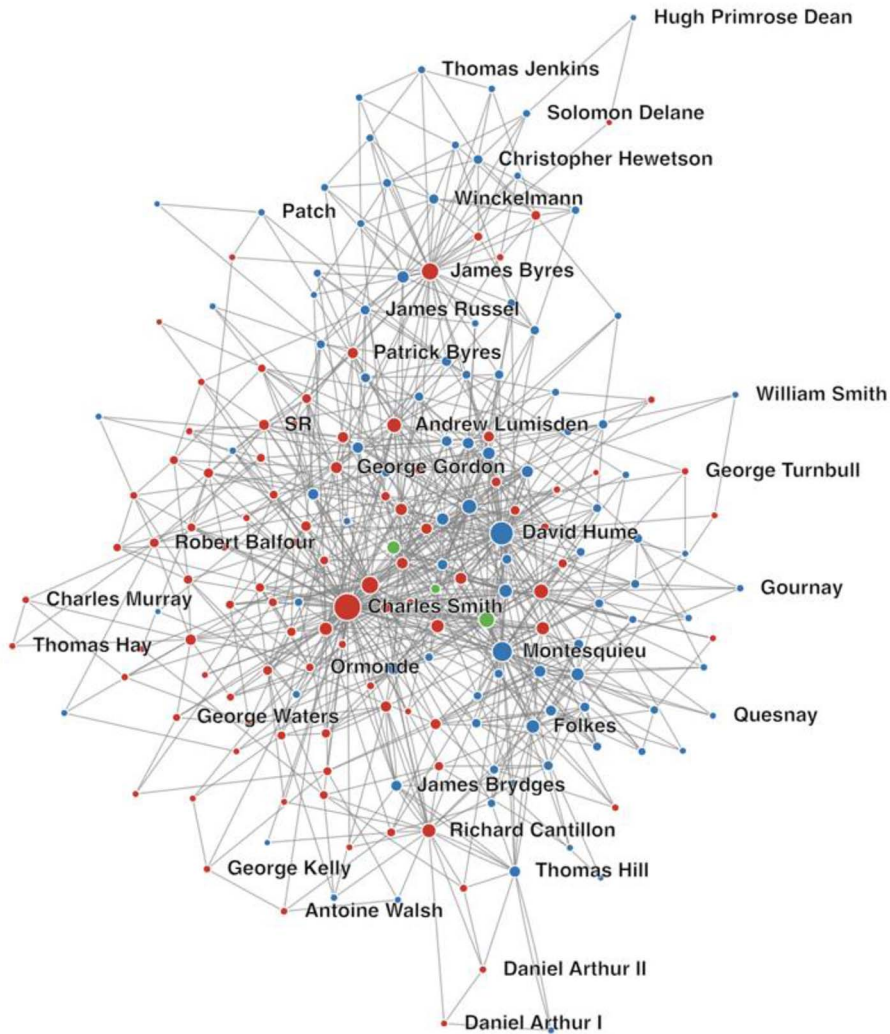 Hugh Primrose Dean
Thomas Jenkins
Solomon Delane
Christopher Hewetson
Winckelmann
Patch
James Byres
James Russel
Patrick Byres
William Smith
SR
Andrew Lumisden
George Gordon
George Turnbull
David Hume
Robert Balfour
Gournay
Charles Murray
Charles Smith
Thomas Hay
Montesquieu
Ormonde
George Waters
Quesnay
Folkes
James Brydges
Richard Cantillon
George Kelly
Thomas Hill
Antoine Walsh
Daniel Arthur II
Daniel Arthur I